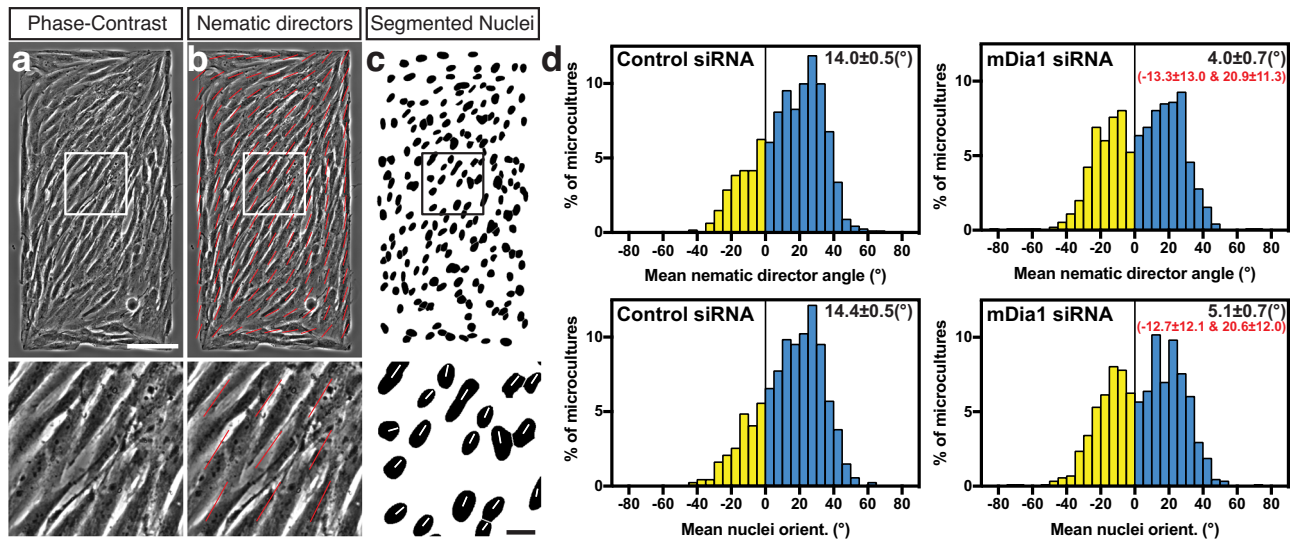 Phase-Contrast
Nematic directors
Segmented Nuclei
a
b
c
d
Control siRNA
14.0±0.5(°)
% of microcultures
10
5
0
-80 -60 -40 -20 0 20 40 60 80
Mean nematic director angle (°)
mDia1 siRNA
4.0±0.7(°)
(-13.3±13.0 & 20.9±11.3)
% of microcultures
10
5
0
-80 -60 -40 -20 0 20 40 60 80
Mean nematic director angle (°)
Control siRNA
14.4±0.5(°)
% of microcultures
10
5
0
-80 -60 -40 -20 0 20 40 60 80
Mean nuclei orient. (°)
mDia1 siRNA
5.1±0.7(°)
(-12.7±12.1 & 20.6±12.0)
% of microcultures
10
5
0
-80 -60 -40 -20 0 20 40 60 80
Mean nuclei orient. (°)